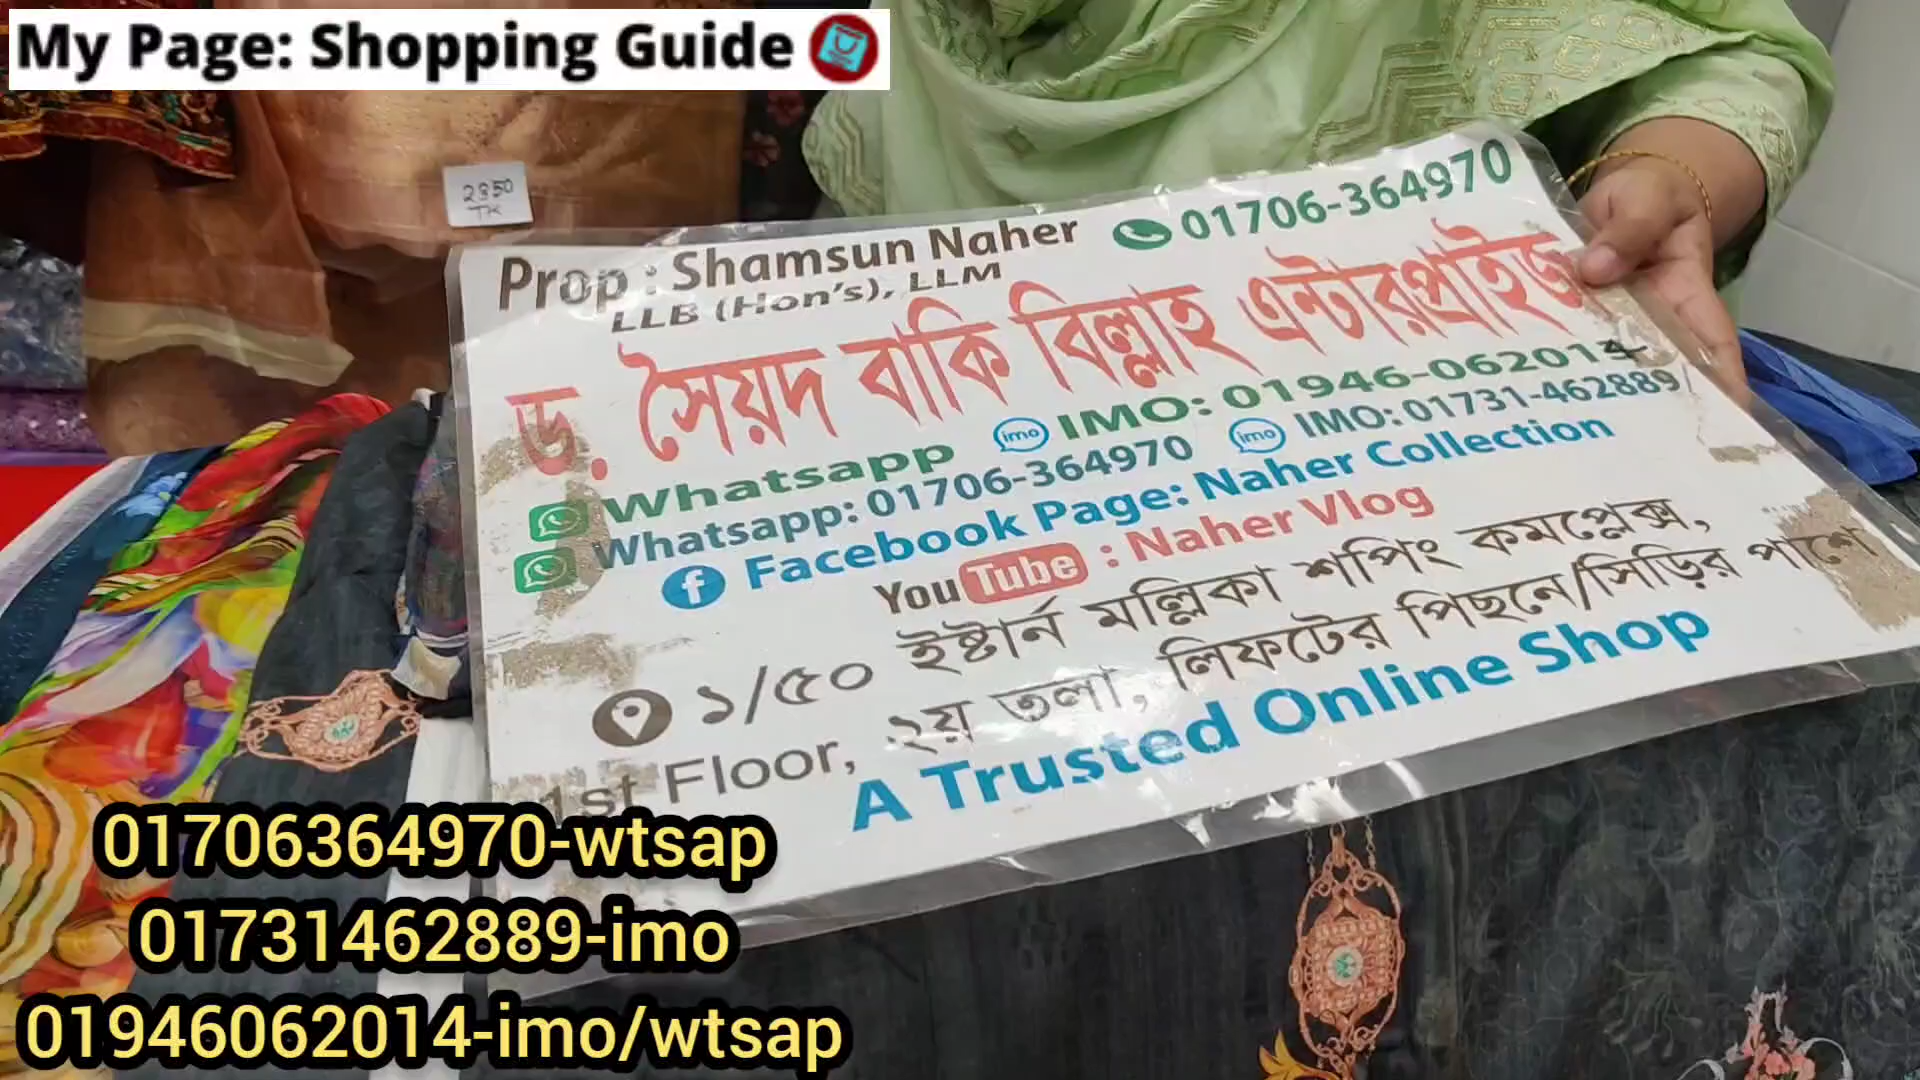 My Page: Shopping Guide
2850
TK
Prop : Shamsun Naher 01706-364970
LLB (Hon's), LLM
ড. সৈয়দ বাকি বিল্লাহ এন্টারপ্রাইজ
Whatsapp imo IMO: 01946-062014
Whatsapp: 01706-364970 imo IMO: 01731-462889
Facebook Page: Naher Collection
YouTube : Naher Vlog
১/৫০ ইষ্টার্ন মল্লিকা শপিং কমপ্লেক্স,
1st Floor, ২য় তলা, লিফটের পিছনে/সিঁড়ির পাশে
A Trusted Online Shop
01706364970-wtsap
01731462889-imo
01946062014-imo/wtsap